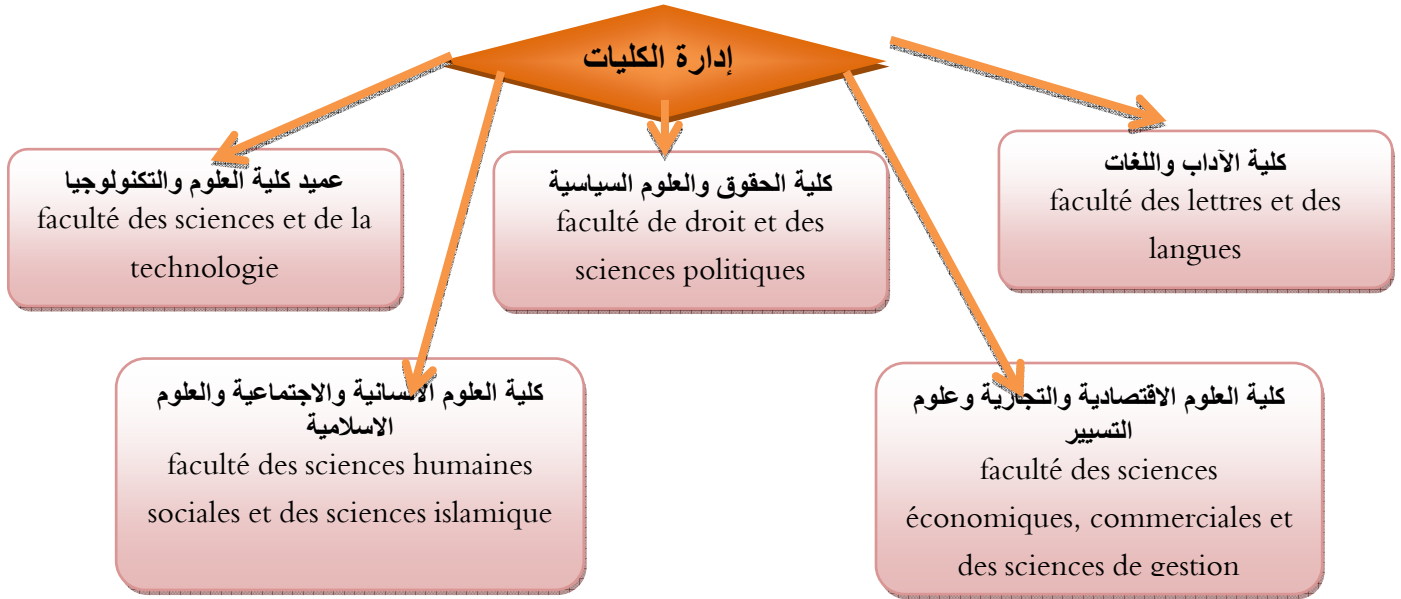 إدارة الكليات
كلية الآداب واللغات
faculté des lettres et des
langues
كلية الحقوق والعلوم السياسية
faculté de droit et des
sciences politiques
عميد كلية العلوم والتكنولوجيا
faculté des sciences et de la
technologie
كلية العلوم الاقتصادية والتجارية وعلوم
التسيير
faculté des sciences
économiques, commerciales et
des sciences de gestion
كلية العلوم الانسانية والاجتماعية والعلوم
الاسلامية
faculté des sciences humaines
sociales et des sciences islamique